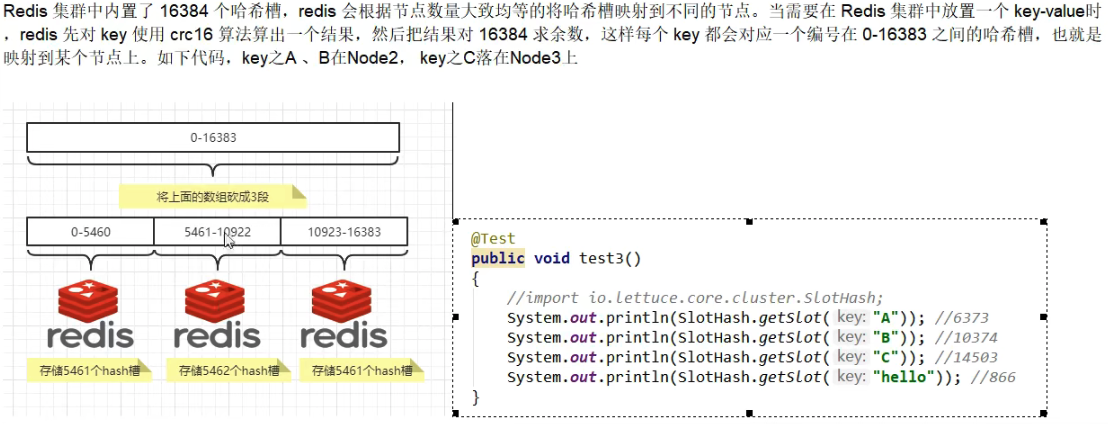 Redis 集群中内置了 16384 个哈希槽，redis 会根据节点数量大致均等的将哈希槽映射到不同的节点。当需要在 Redis 集群中放置一个 key-value时
，redis 先对 key 使用 crc16 算法算出一个结果，然后把结果对 16384 求余数，这样每个 key 都会对应一个编号在 0-16383 之间的哈希槽，也就是
映射到某个节点上。如下代码，key之A 、B在Node2， key之C落在Node3上
0-16383
将上面的数组砍成3段
0-5460 5461-10922 10923-16383
redis redis redis
存储5461个hash槽 存储5462个hash槽 存储5461个hash槽
@Test
public void test3()
{
//import io.lettuce.core.cluster.SlotHash;
System.out.println(SlotHash.getSlot( key: "A")); //6373
System.out.println(SlotHash.getSlot( key: "B")); //10374
System.out.println(SlotHash.getSlot( key: "C")); //14503
System.out.println(SlotHash.getSlot( key: "hello")); //866
}